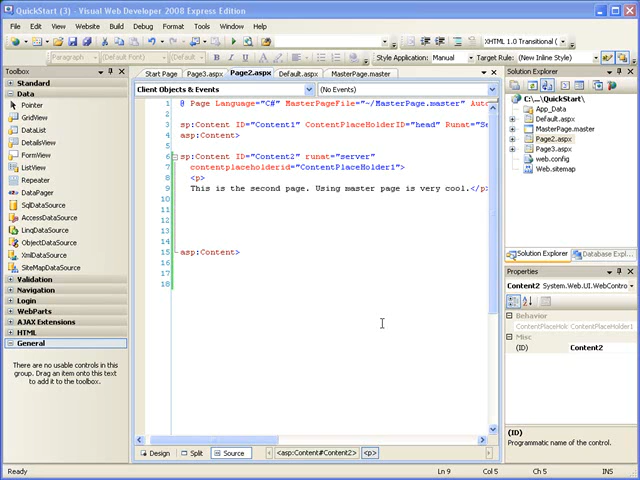 QuickStart (3) - Visual Web Developer 2008 Express Edition
File Edit View Website Build Debug Tools Window Help
XHTML 1.0 Transitional (
Paragraph (Default Font) (Default B I U A
Style Application: Manual Target Rule: (New Inline Style)
Toolbox
Standard
Data
Pointer
GridView
DataList
DetailsView
FormView
ListView
Repeater
DataPager
SqlDataSource
AccessDataSource
LinqDataSource
ObjectDataSource
XmlDataSource
SiteMapDataSource
Validation
Navigation
Login
WebParts
AJAX Extensions
HTML
General
There are no usable controls in this
group. Drag an item onto this text
to add it to the toolbox.
Start Page Page3.aspx Page2.aspx Default.aspx MasterPage.master
Client Objects & Events (No Events)
1 @ Page Language="C#" MasterPageFile="~/MasterPage.master" Auto
2
3 sp:Content ID="Content1" ContentPlaceHolderID="head" Runat="Se
4 asp:Content>
5
6 sp:Content ID="Content2" runat="server"
7 contentplaceholderid="ContentPlaceHolder1">
8 <p>
9 This is the second page. Using master page is very cool.</p>
10
11
12
13
14
15 asp:Content>
16
17
18
Design Split Source <asp:Content#Content2> <p>
Solution Explorer
C:\...\QuickStart\
App_Data
Default.aspx
MasterPage.master
Page2.aspx
Page3.aspx
web.config
Web.sitemap
Solution Explorer Database Expl...
Properties
Content2 System.Web.UI.WebContro
Behavior
ContentPlaceHolc ContentPlaceHolder1
Misc
(ID) Content2
(ID)
Programmatic name of the control.
Ready Ln 9 Col 5 Ch 5 INS